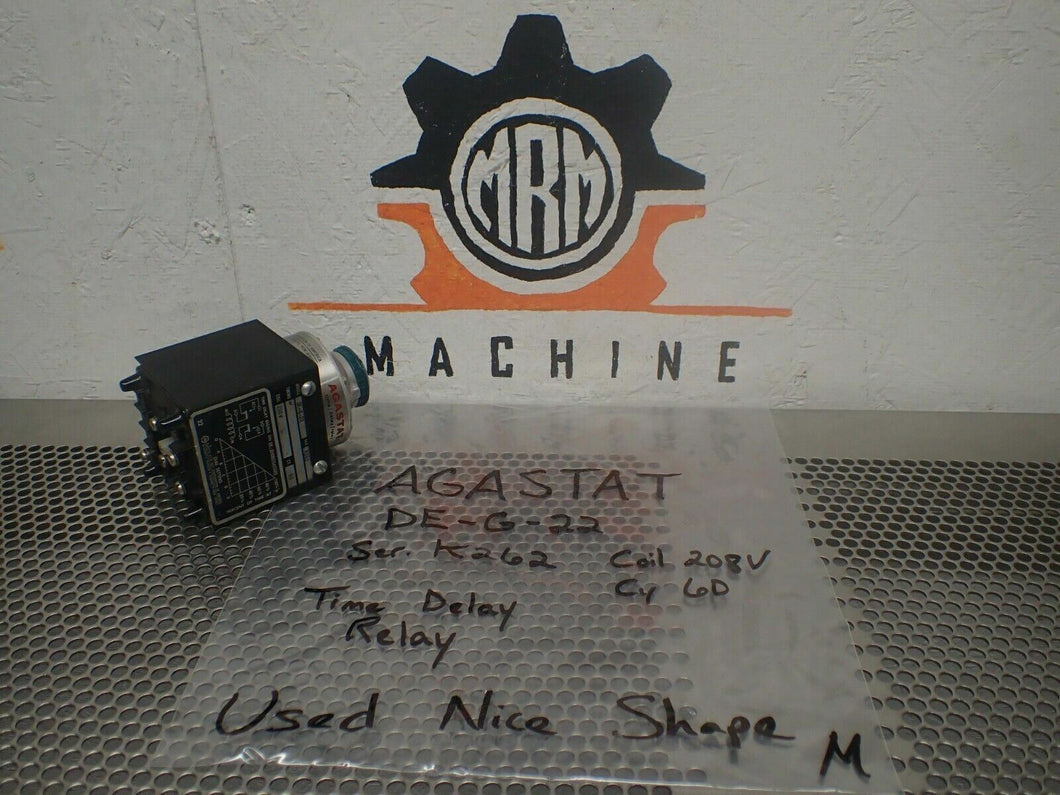 MRM
MACHINE
AGASTAT
AGASTAT
DE-G-22
Ser. K262 Coil 208V
Cy 60
Time Delay
Relay
Used Nice Shape
M